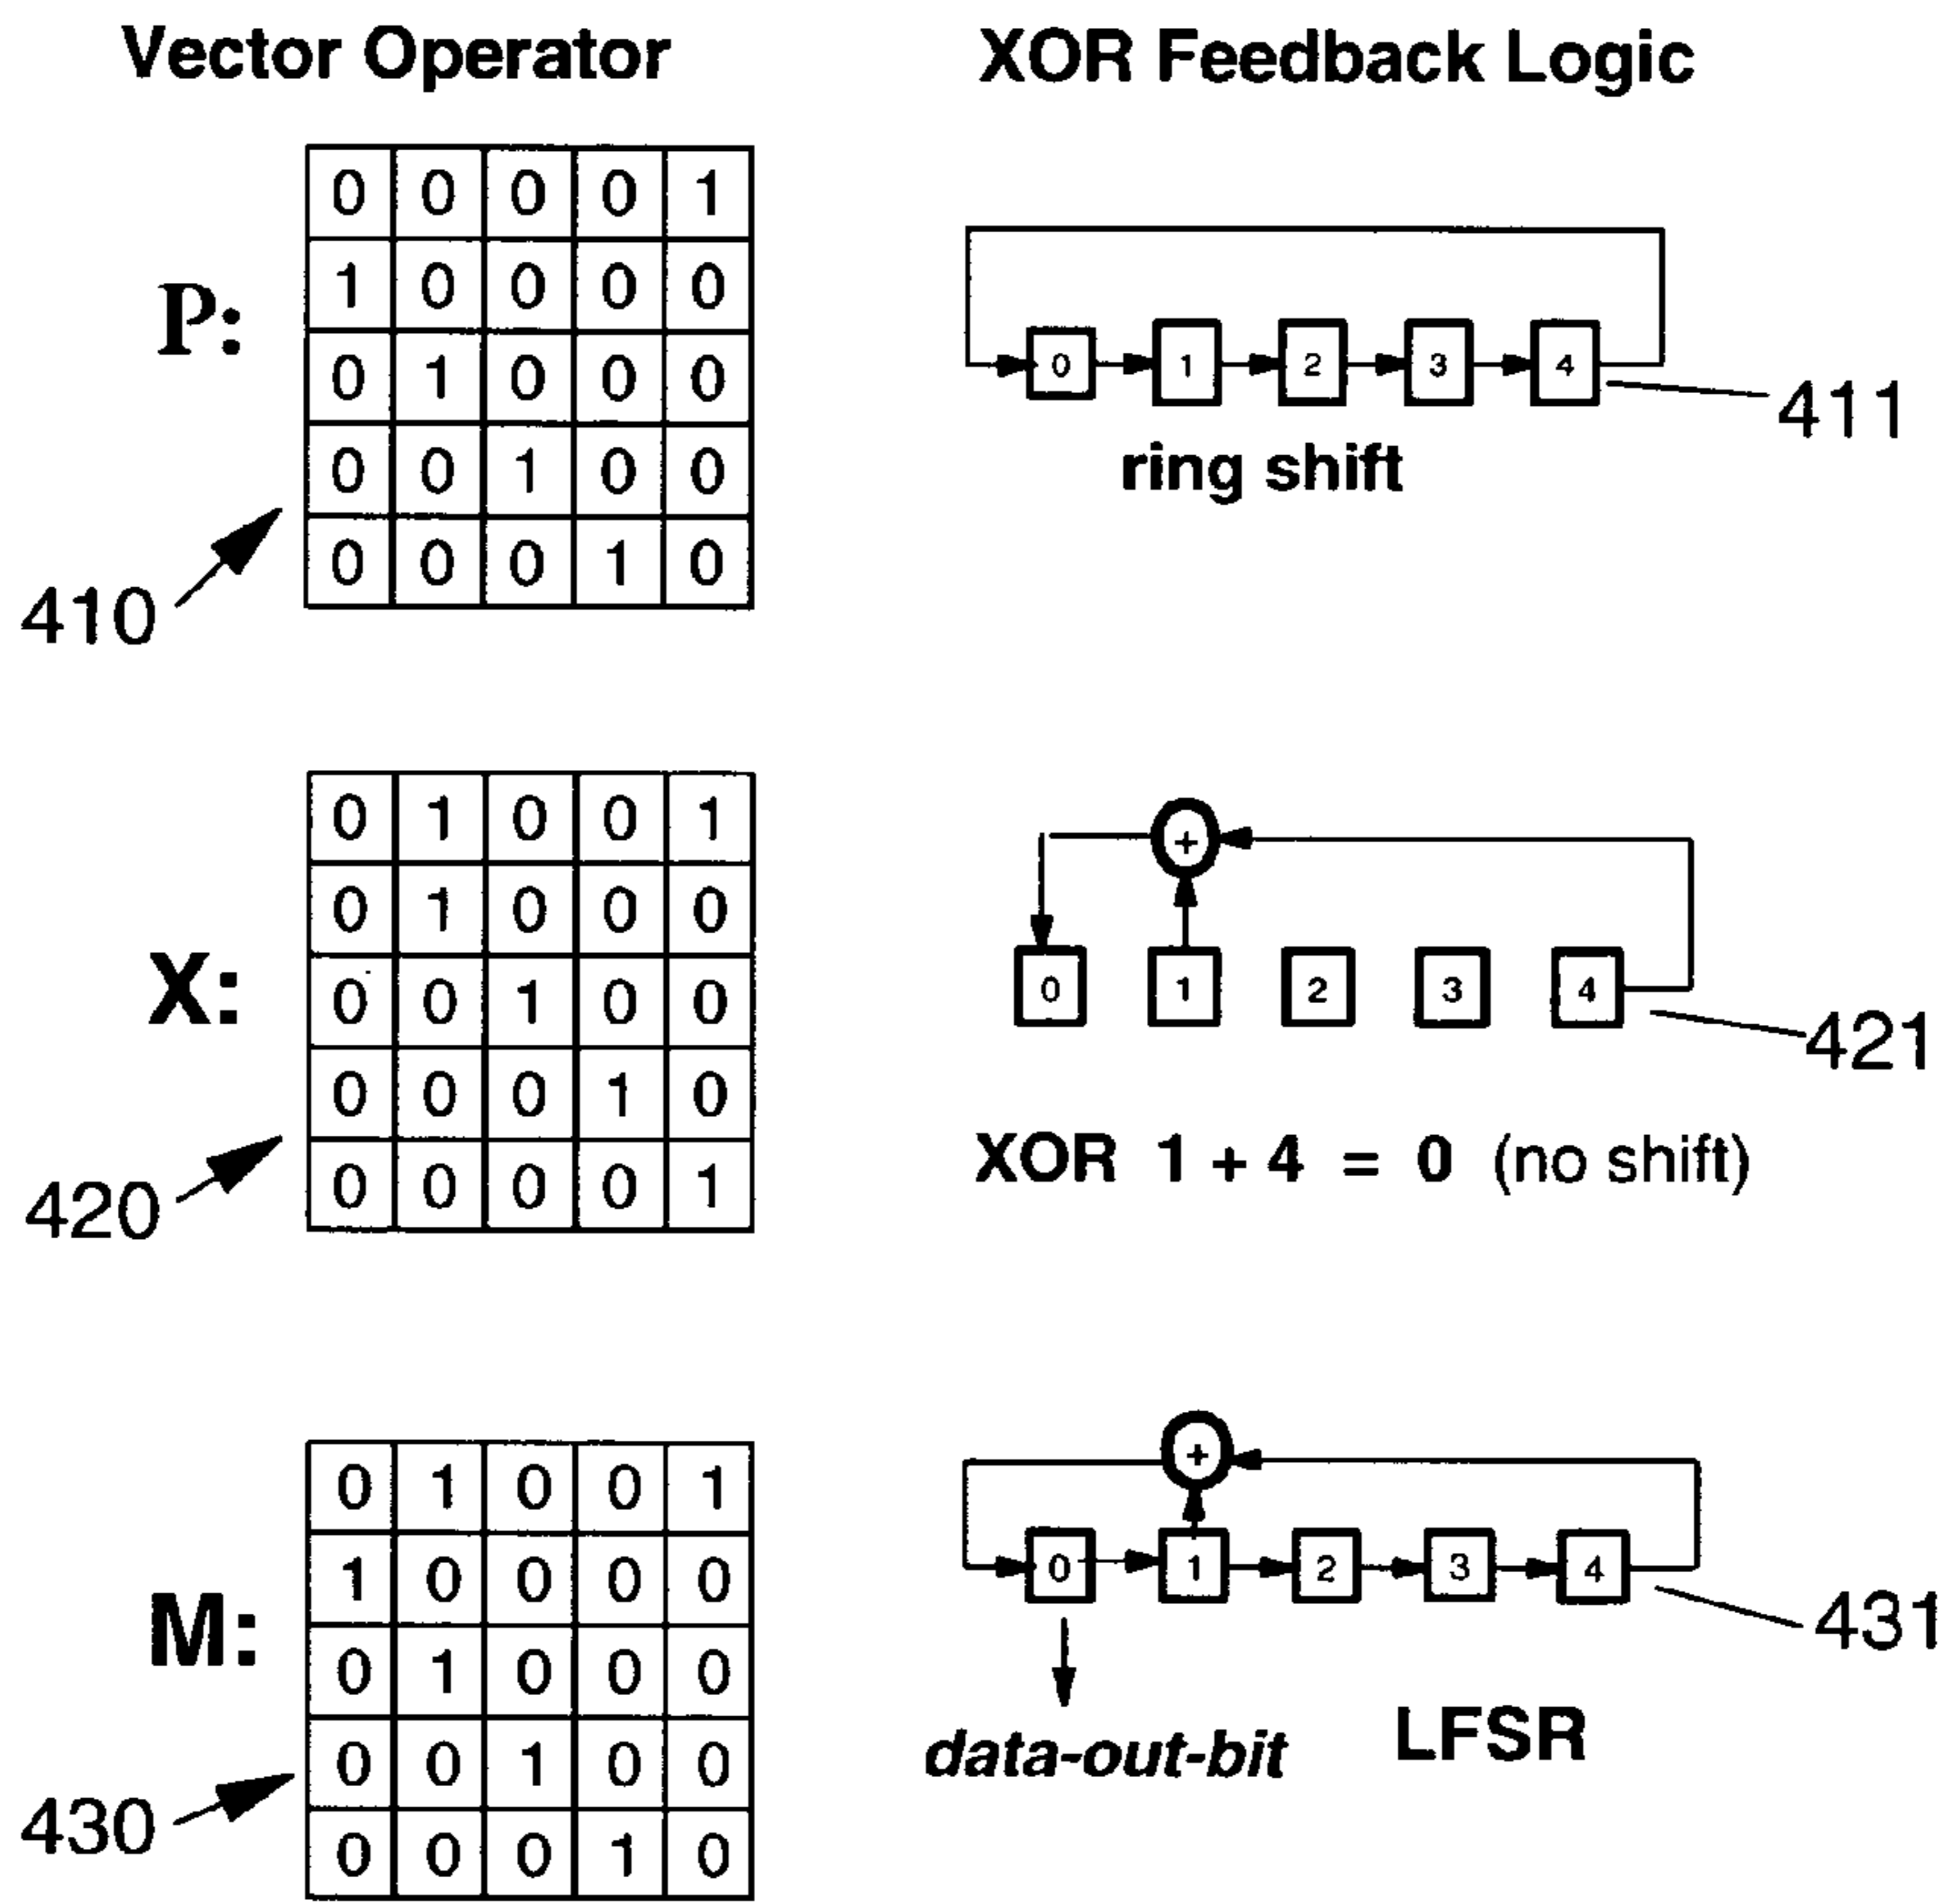 Vector Operator
XOR Feedback Logic
P:
0 0 0 0 1
1 0 0 0 0
0 1 0 0 0
0 0 1 0 0
0 0 0 1 0
410
0 1 2 3 4
411
ring shift
X:
0 1 0 0 1
0 1 0 0 0
0 0 1 0 0
0 0 0 1 0
0 0 0 0 1
420
+
0 1 2 3 4
421
XOR 1 + 4 = 0 (no shift)
M:
0 1 0 0 1
1 0 0 0 0
0 1 0 0 0
0 0 1 0 0
0 0 0 1 0
430
+
0 1 2 3 4
431
data-out-bit
LFSR